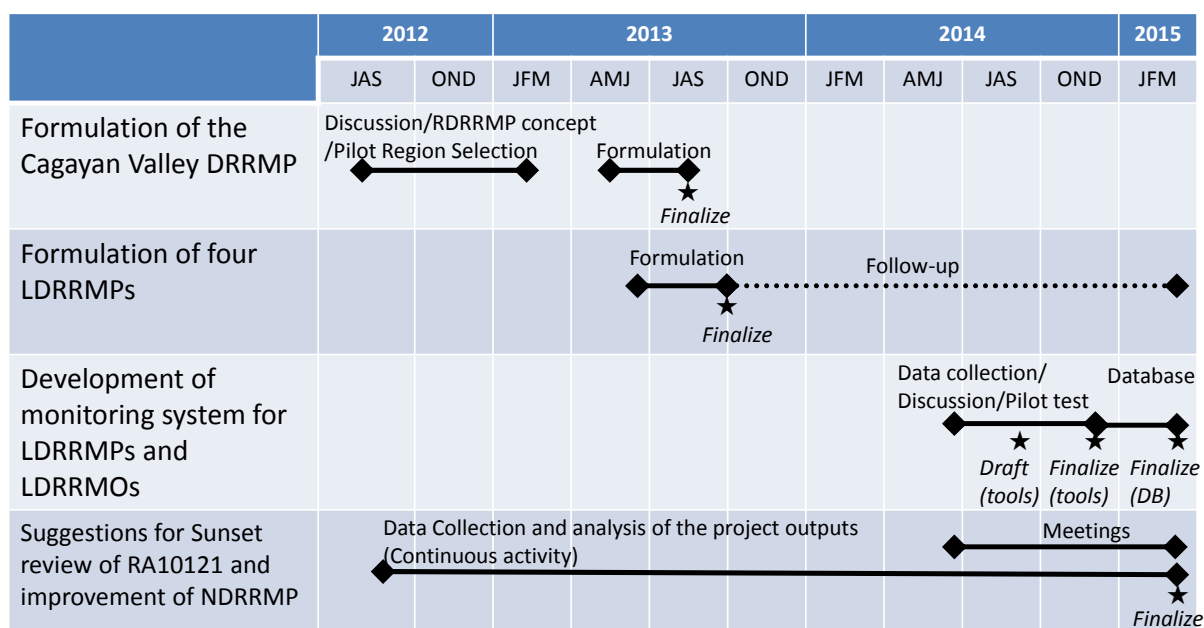 2012 2013 2014 2015
JAS OND JFM AMJ JAS OND JFM AMJ JAS OND JFM
Formulation of the
Cagayan Valley DRRMP
Discussion/RDRRMP concept
/Pilot Region Selection
Formulation
Finalize
Formulation of four
LDRRMPs
Formulation
Finalize
Follow-up
Development of
monitoring system for
LDRRMPs and
LDRRMOs
Data collection/
Discussion/Pilot test
Database
Draft
(tools)
Finalize
(tools)
Finalize
(DB)
Suggestions for Sunset
review of RA10121 and
improvement of NDRRMP
Data Collection and analysis of the project outputs
(Continuous activity)
Meetings
Finalize